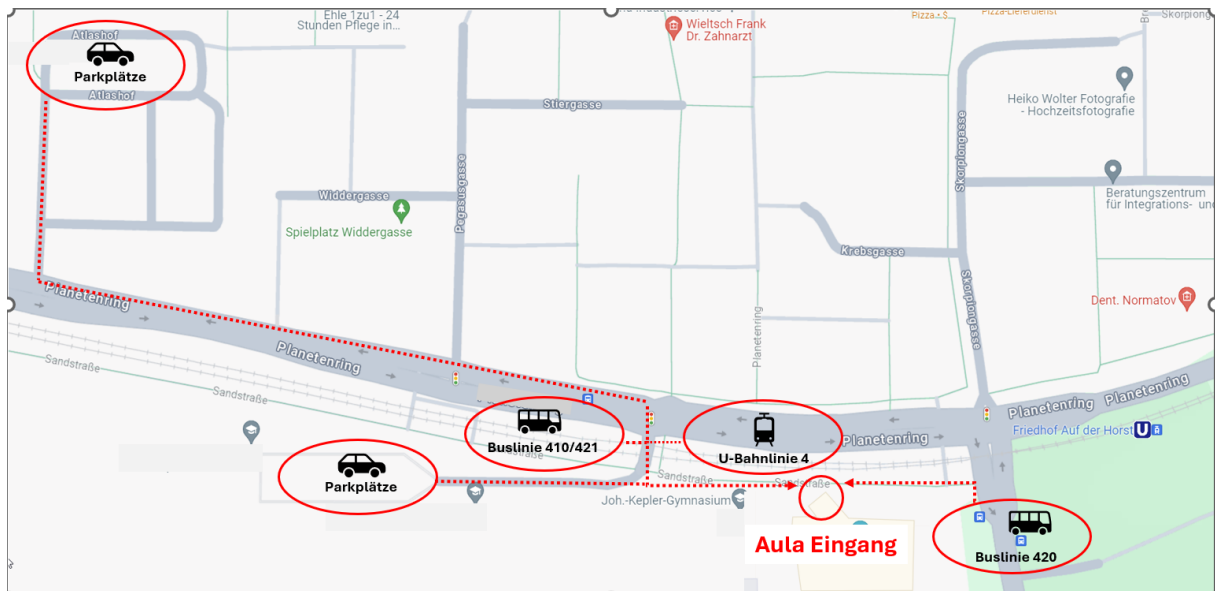 Ehle 1zu1 - 24
Stunden Pflege in...
Wieltsch Frank
Dr. Zahnarzt
Pizza • S.
Pizza-Lieferdienst
Skorpiong
Atlashof
Parkplätze
Atlashof
Stiergasse
Heiko Wolter Fotografie
- Hochzeitsfotografie
Skorpiongasse
Widdergasse
Pegasusgasse
Spielplatz Widdergasse
Beratungszentrum
für Integrations- und
Krebsgasse
Skorpiongasse
Planetenring
Dent. Normatov
Planetenring
Planetenring
Sandstraße
Sandstraße
Planetenring
Planetenring
Friedhof Auf der Horst
U
Buslinie 410/421
U-Bahnlinie 4
Planetenring
Parkplätze
Sandstraße
Sandstraße
Joh.-Kepler-Gymnasium
Aula Eingang
Buslinie 420